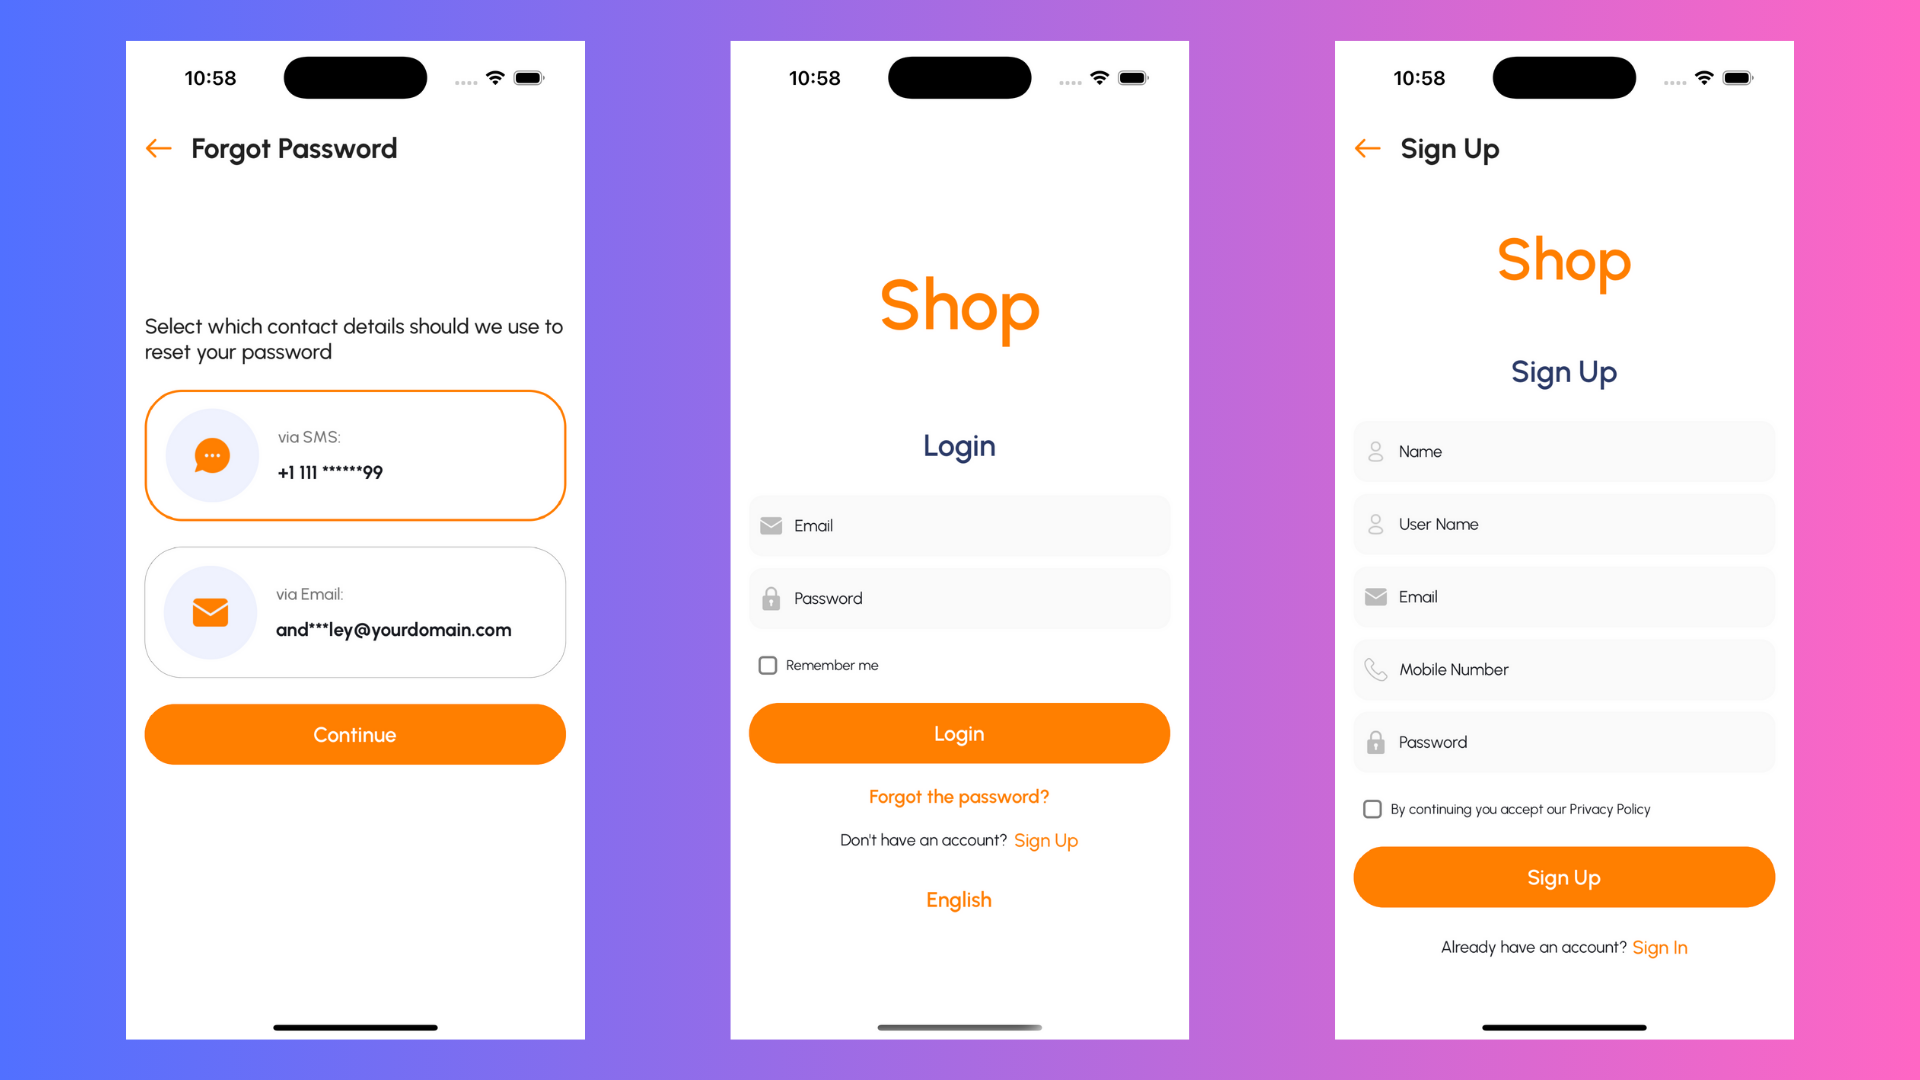 10:58
Forgot Password
Select which contact details should we use to
reset your password
via SMS:
+1 111 ******99
via Email:
and***ley@yourdomain.com
Continue
10:58
Shop
Login
Email
Password
Remember me
Login
Forgot the password?
Don't have an account? Sign Up
English
10:58
Sign Up
Shop
Sign Up
Name
User Name
Email
Mobile Number
Password
By continuing you accept our Privacy Policy
Sign Up
Already have an account? Sign In